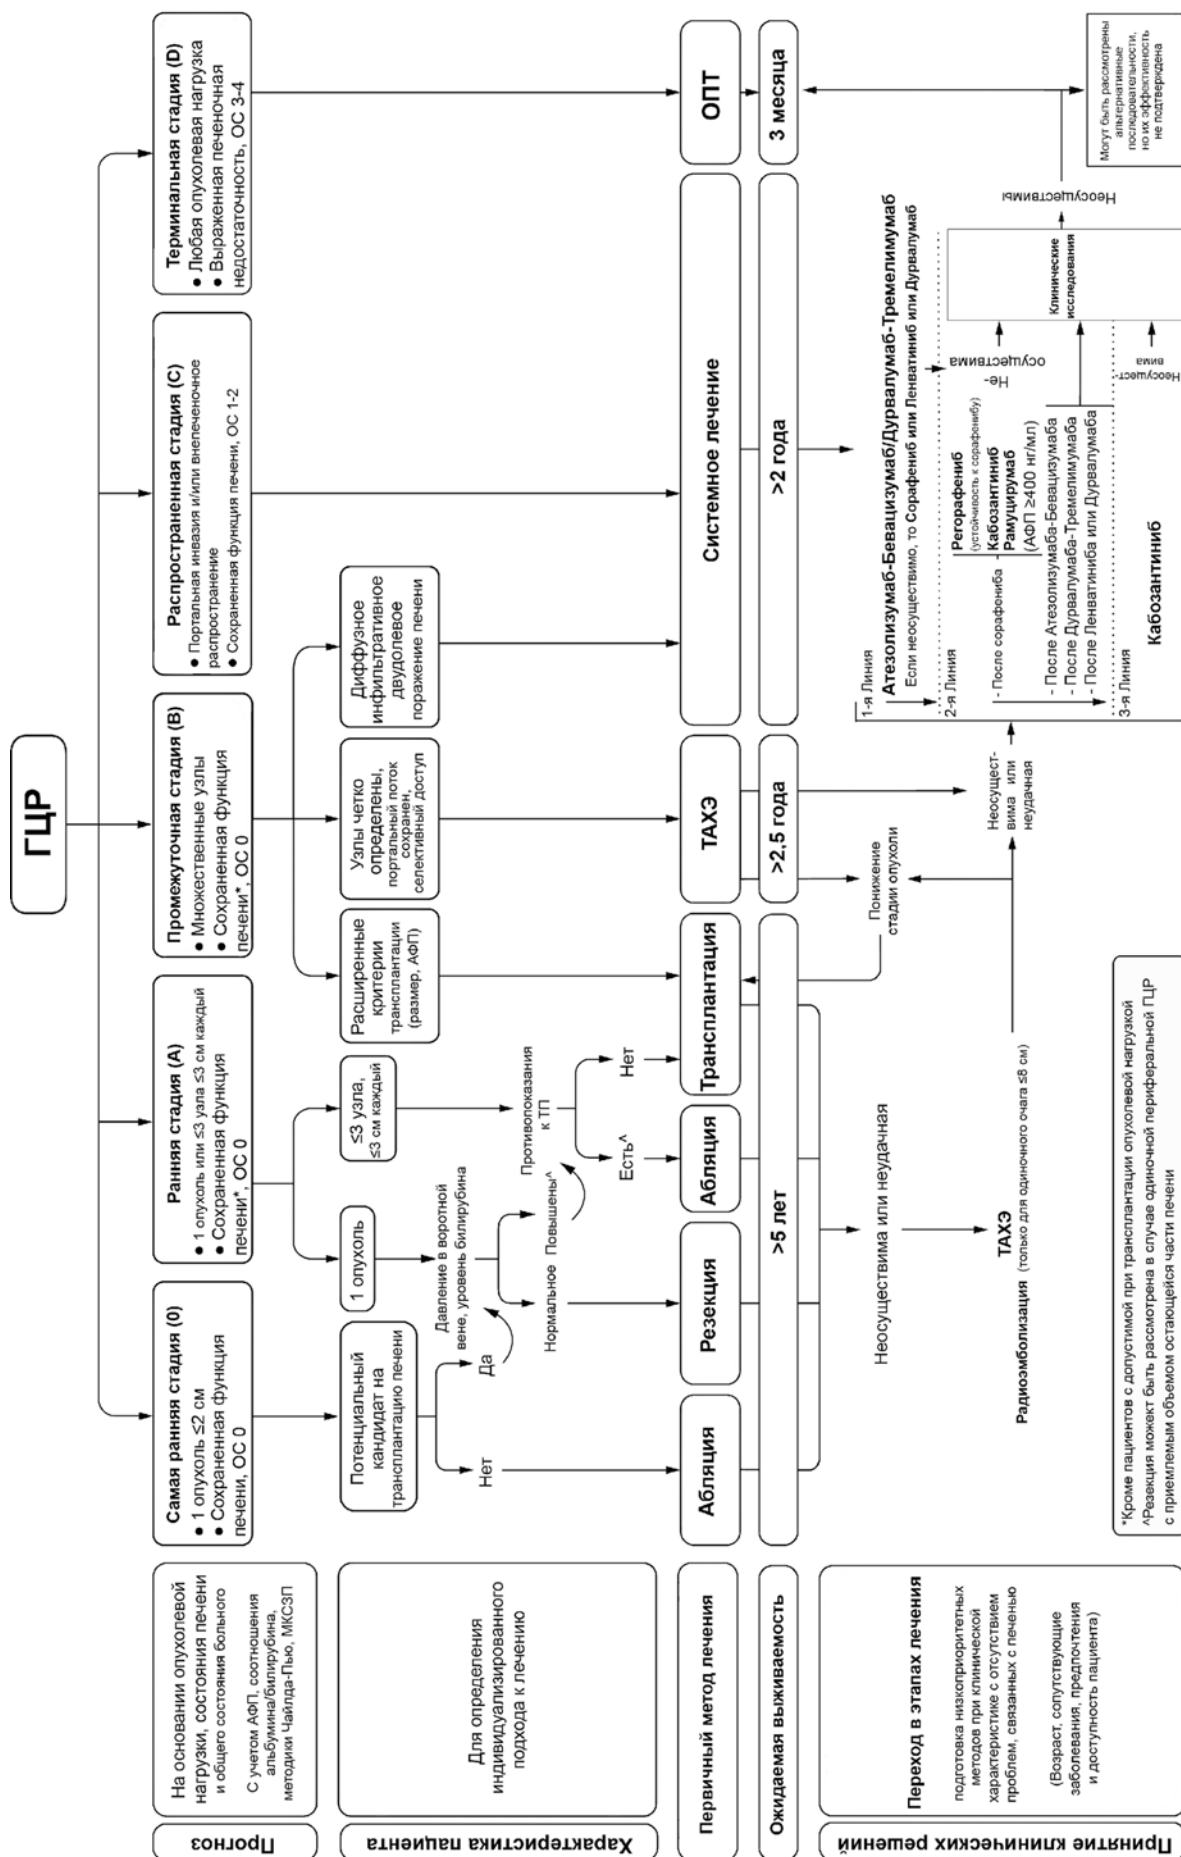 ГЦР
Прогноз
На основании опухолевой
нагрузки, состояния печени
и общего состояния больного
С учетом АФП, соотношения
альбумина/билирубина,
методики Чайлда-Пью, МКСЗП
Самая ранняя стадия (0)
● 1 опухоль ≤2 см
● Сохраненная функция
печени, ОС 0
Ранняя стадия (A)
● 1 опухоль или ≤3 узла ≤3 см каждый
● Сохраненная функция
печени*, ОС 0
Промежуточная стадия (B)
● Множественные узлы
● Сохраненная функция
печени*, ОС 0
Распространенная стадия (C)
● Портальная инвазия и/или внепеченочное
распространение
● Сохраненная функция печени, ОС 1-2
Терминальная стадия (D)
● Любая опухолевая нагрузка
● Выраженная печеночная
недостаточность, ОС 3-4
Характеристика пациента
Для определения
индивидуализированного
подхода к лечению
Потенциальный
кандидат на
трансплантацию печени
1 опухоль
≤3 узла,
≤3 см каждый
Расширенные
критерии
трансплантации
(размер, АФП)
Узлы четко
определены,
портальный поток
сохранен,
селективный доступ
Диффузное
инфильтративное
двудолевое
поражение печени
Давление в воротной
вене, уровень билирубина
Противопоказания
к ТП
Нет
Да
Нормальное
Повышены^
Есть^
Нет
Первичный метод лечения
Абляция
Резекция
Абляция
Трансплантация
ТАХЭ
Системное лечение
ОПТ
Ожидаемая выживаемость
>5 лет
>2,5 года
>2 года
3 месяца
Принятие клинических решений
Переход в этапах лечения
подготовка низкоприоритетных
методов при клинической
характеристике с отсутствием
проблем, связанных с печенью
(Возраст, сопутствующие
заболевания, предпочтения
и доступность пациента)
Неосуществима или неудачная
ТАХЭ
Радиоэмболизация (только для одиночного очага ≤8 см)
Понижение
стадии опухоли
Неосущест-
вима или
неудачная
1-я Линия
Атезолизумаб-Бевацизумаб/Дурвалумаб-Тремелимумаб
Если неосуществимо, то Сорафениб или Ленватиниб или Дурвалумаб
2-я Линия
- После сорафениба
Регорафениб
(устойчивость к сорафенибу)
Кабозантиниб
Рамуцирумаб
(АФП ≥400 нг/мл)
Не-
осуществима
- После Атезолизумаба-Бевацизумаба
- После Дурвалумаба-Тремелимумаба
- После Ленватиниба или Дурвалумаба
3-я Линия
Кабозантиниб
Неосущест-
вима
Клинические
исследования
Неосуществимы
Могут быть рассмотрены
альтернативные
последовательности,
но их эффективность
не подтверждена
*Кроме пациентов с допустимой при трансплантации опухолевой нагрузкой
^Резекция можеит быть рассмотрена в случае одиночной периферальной ГЦР
с приемлемым объемом остающейся части печени